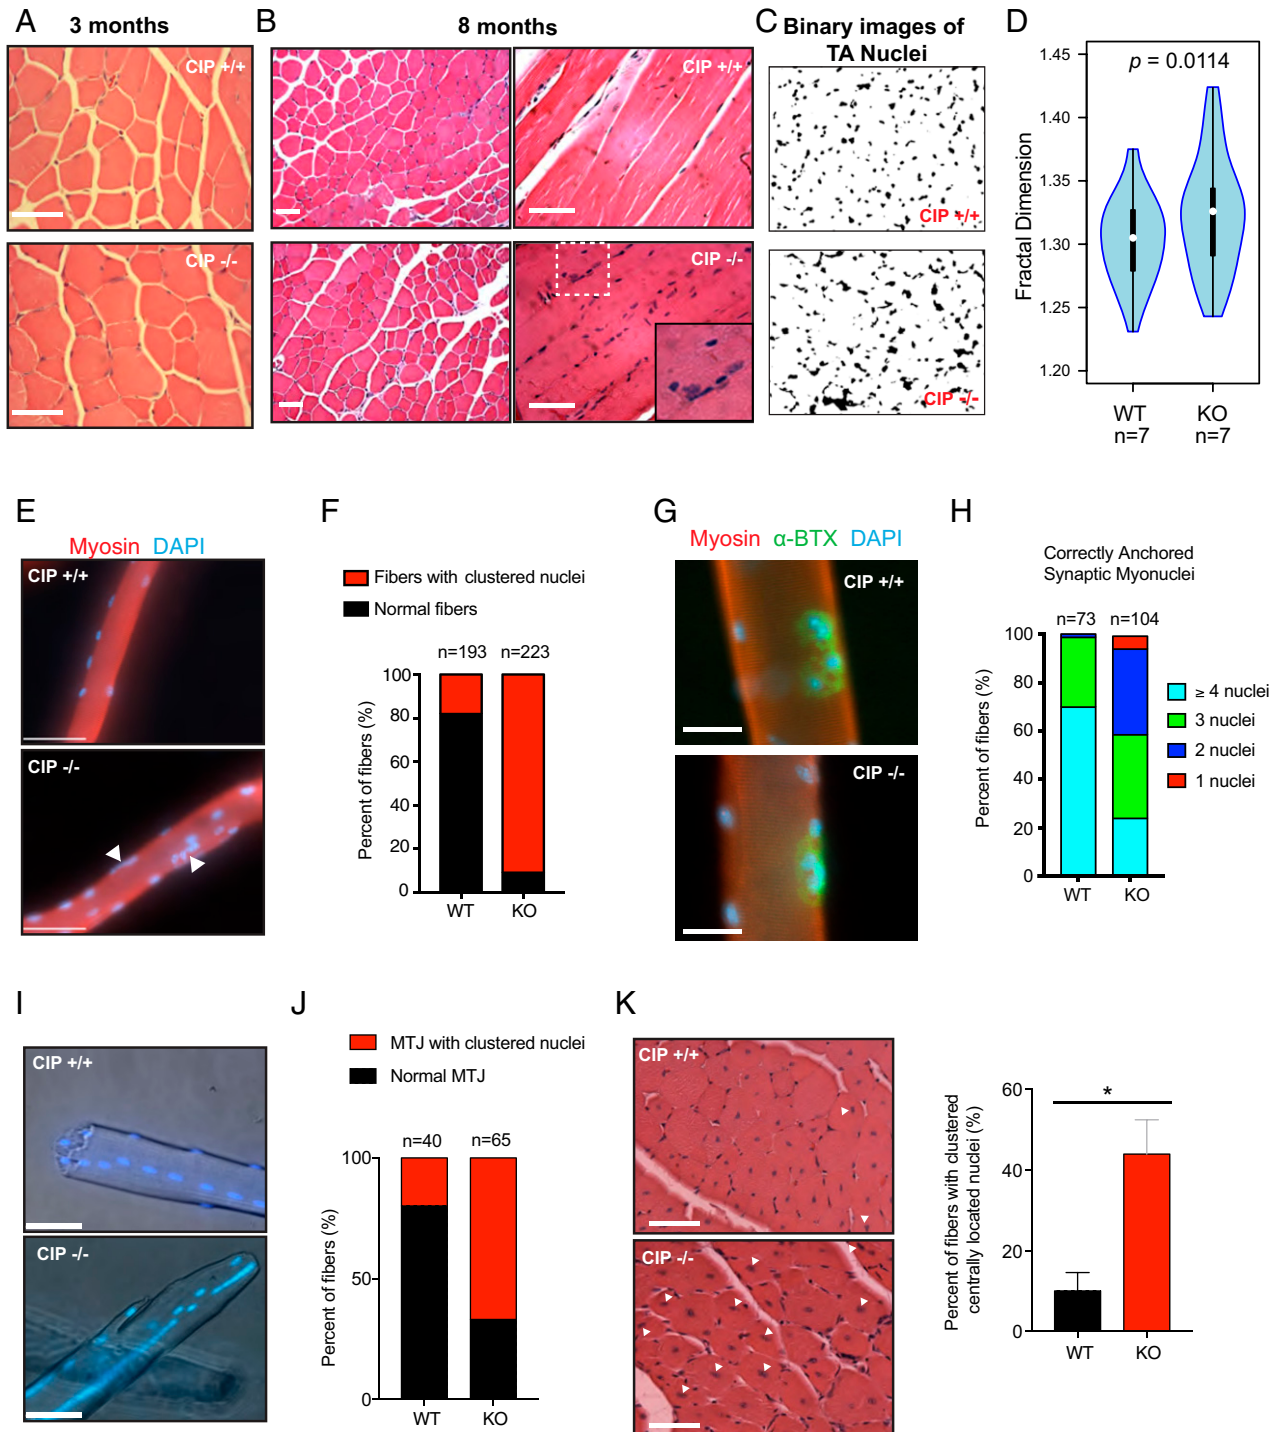 A
3 months
CIP +/+
CIP -/-
B
8 months
CIP +/+
CIP -/-
C
Binary images of
TA Nuclei
CIP +/+
CIP -/-
D
p = 0.0114
Fractal Dimension
1.45
1.40
1.35
1.30
1.25
1.20
WT
n=7
KO
n=7
E
Myosin DAPI
CIP +/+
CIP -/-
F
Fibers with clustered nuclei
Normal fibers
n=193 n=223
Percent of fibers (%)
100
80
60
40
20
0
WT KO
G
Myosin α-BTX DAPI
CIP +/+
CIP -/-
H
Correctly Anchored
Synaptic Myonuclei
n=73 n=104
Percent of fibers (%)
100
80
60
40
20
0
WT KO
≥ 4 nuclei
3 nuclei
2 nuclei
1 nuclei
I
CIP +/+
CIP -/-
J
MTJ with clustered nuclei
Normal MTJ
n=40 n=65
Percent of fibers (%)
100
50
0
WT KO
K
CIP +/+
CIP -/-
Percent of fibers with clustered
centrally located nuclei (%)
60
40
20
0
*
WT KO